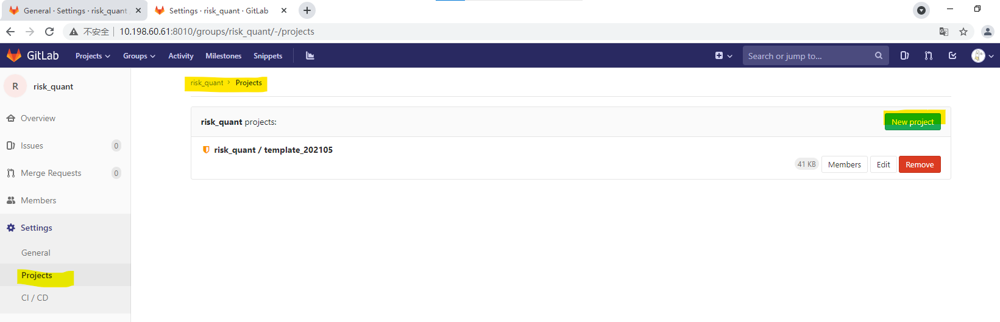 General · Settings · risk_quant
Settings · risk_quant · GitLab
不安全 10.198.60.61:8010/groups/risk_quant/-/projects
GitLab Projects Groups Activity Milestones Snippets Search or jump to...
R risk_quant
Overview
Issues 0
Merge Requests 0
Members
Settings
General
Projects
CI / CD
risk_quant > Projects
risk_quant projects: New project
risk_quant / template_202105
41 KB Members Edit Remove